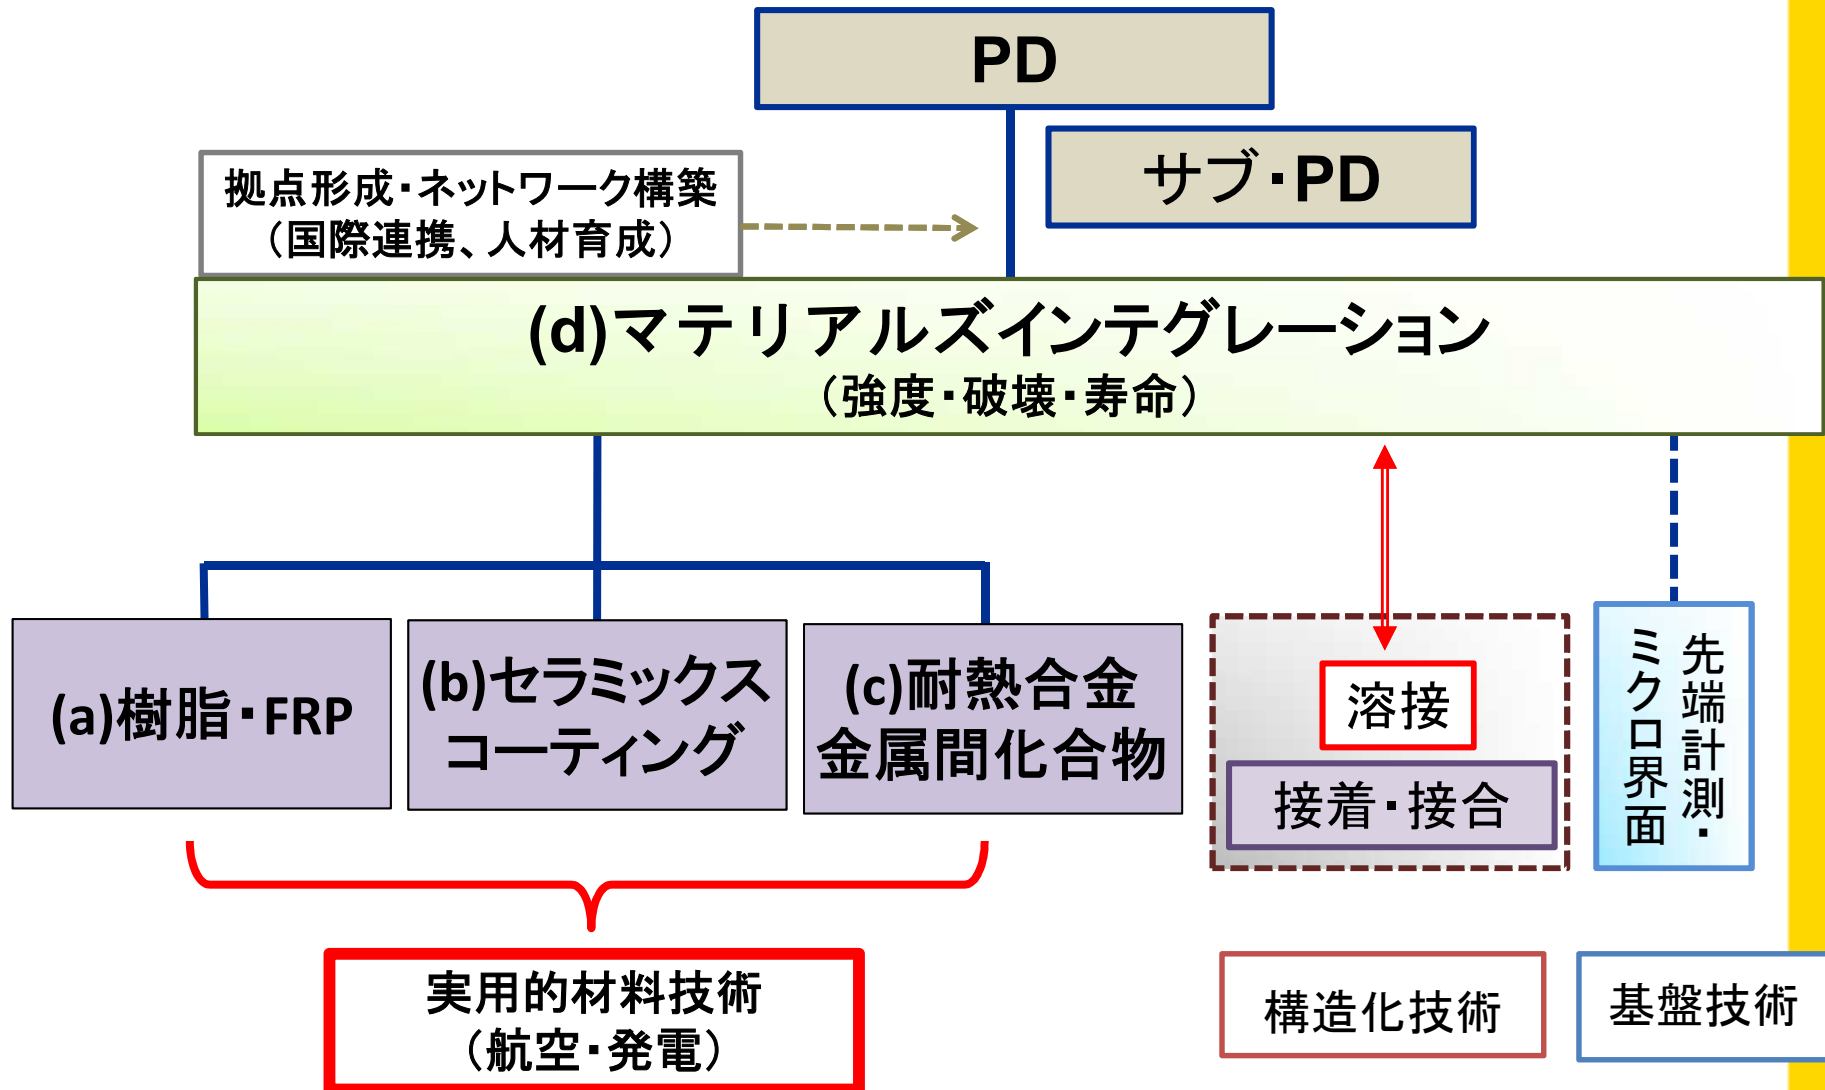 PD
サブ・PD
拠点形成・ネットワーク構築
（国際連携、人材育成）
(d)マテリアルズインテグレーション
（強度・破壊・寿命）
(a)樹脂・FRP
(b)セラミックス
コーティング
(c)耐熱合金
金属間化合物
溶接
接着・接合
先端計測・
ミクロ界面
実用的材料技術
（航空・発電）
構造化技術
基盤技術